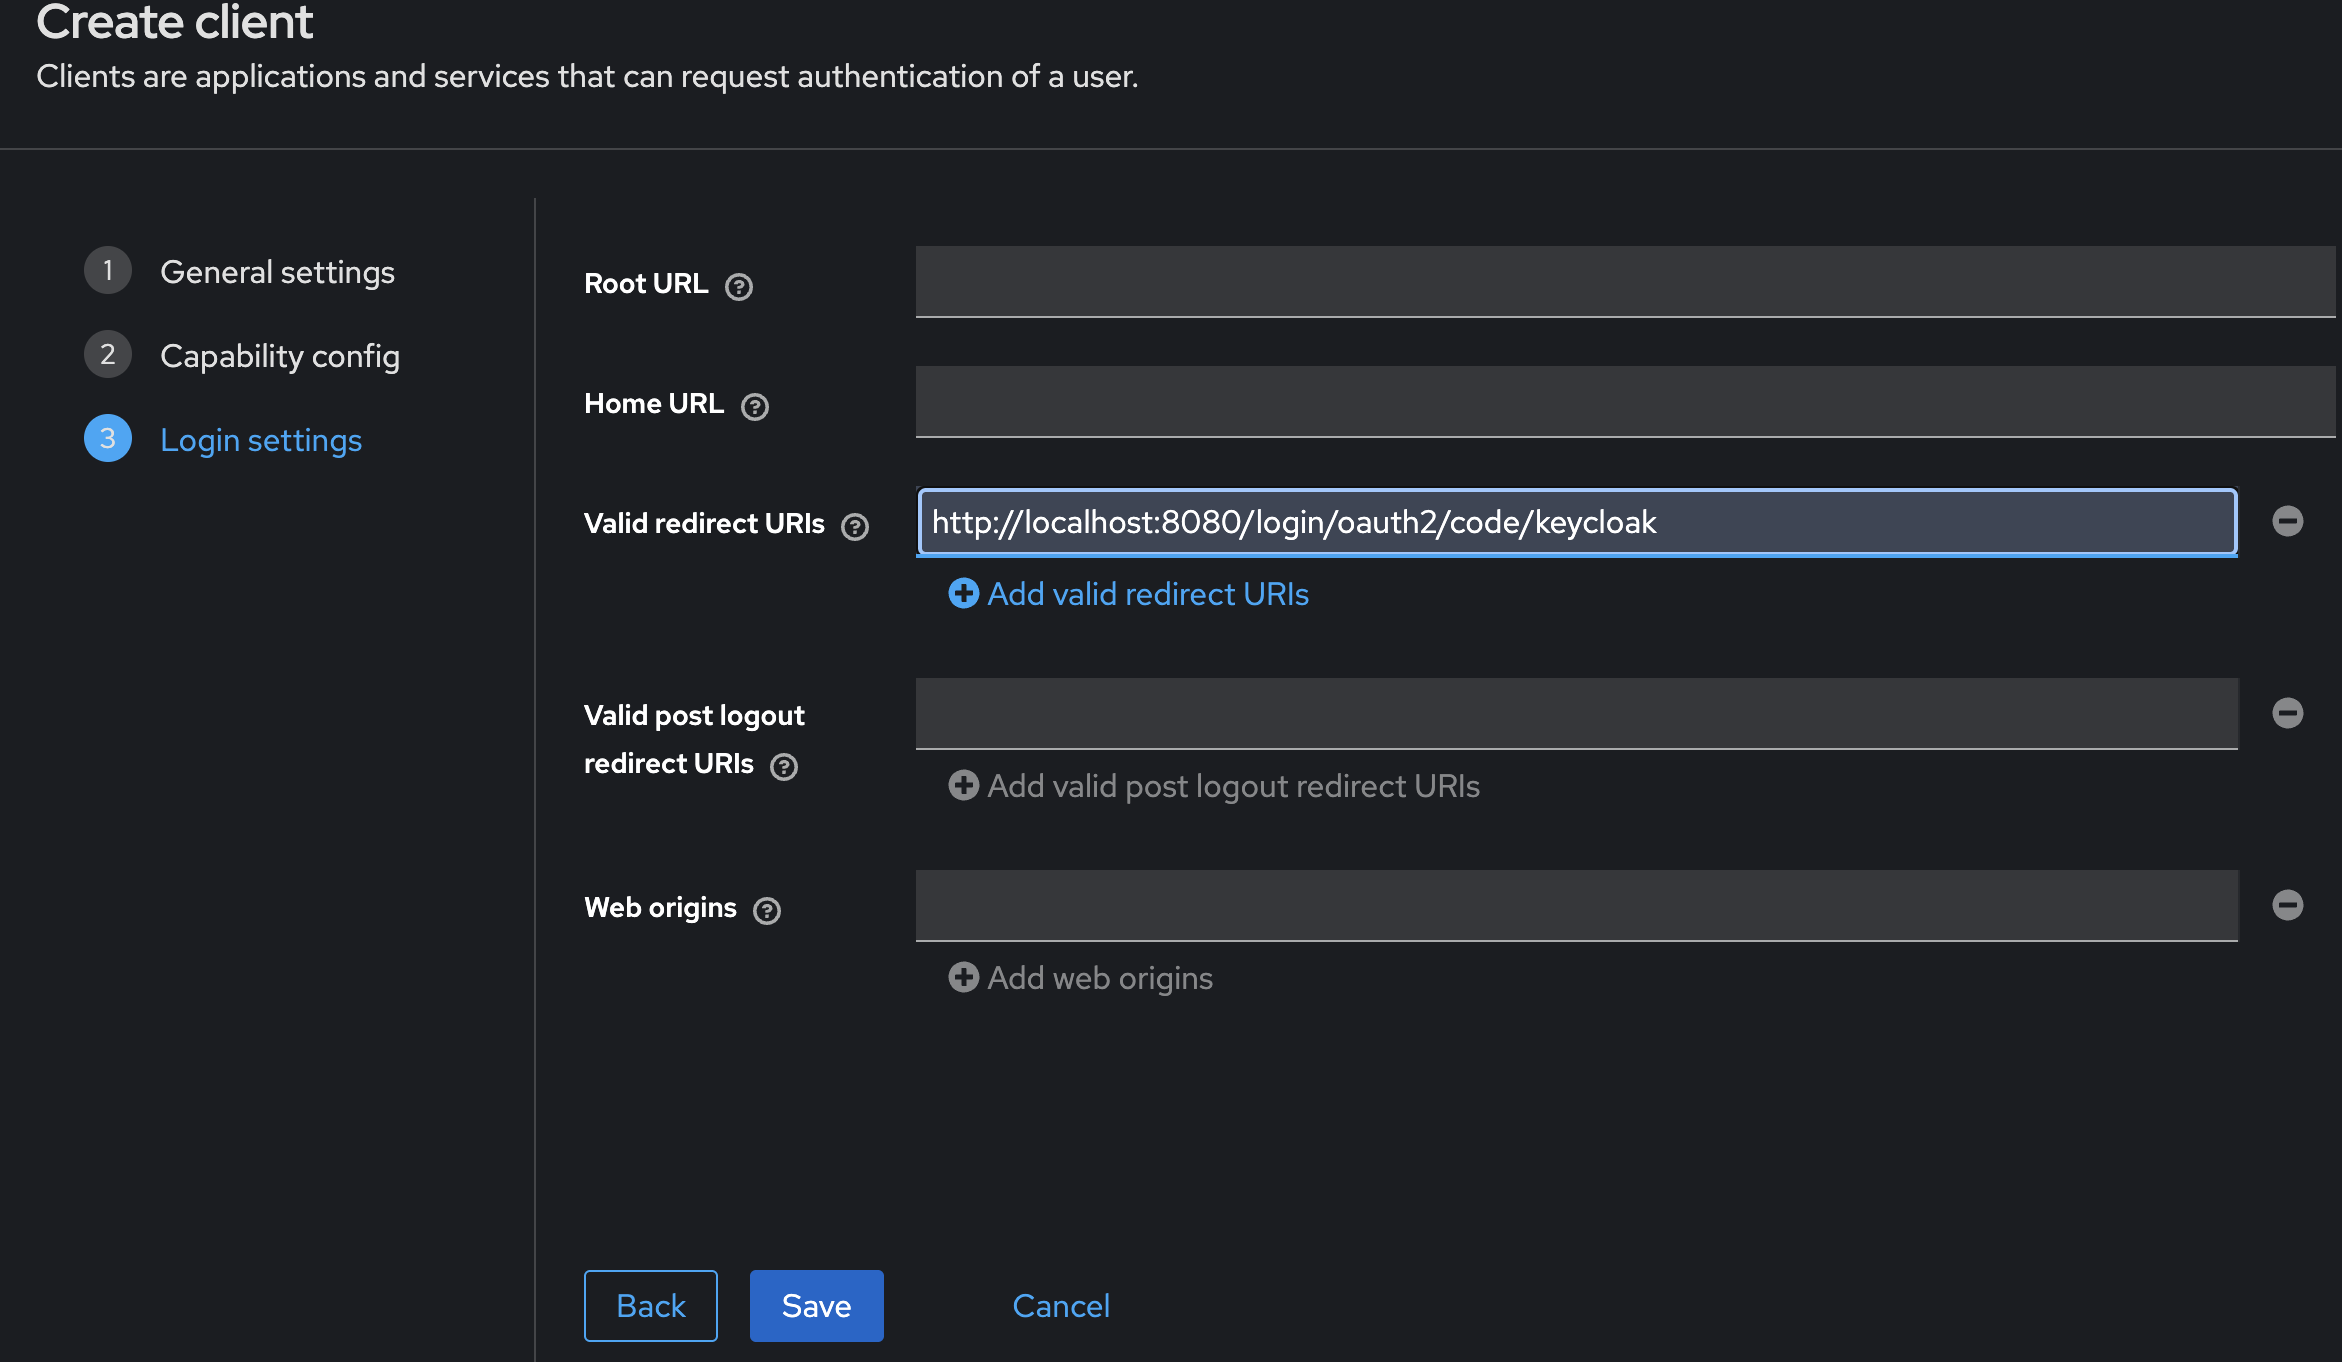 Create client
Clients are applications and services that can request authentication of a user.
1 General settings
2 Capability config
3 Login settings
Root URL ?
Home URL ?
Valid redirect URIs ?
http://localhost:8080/login/oauth2/code/keycloak
Add valid redirect URIs
Valid post logout
redirect URIs ?
Add valid post logout redirect URIs
Web origins ?
Add web origins
Back Save Cancel